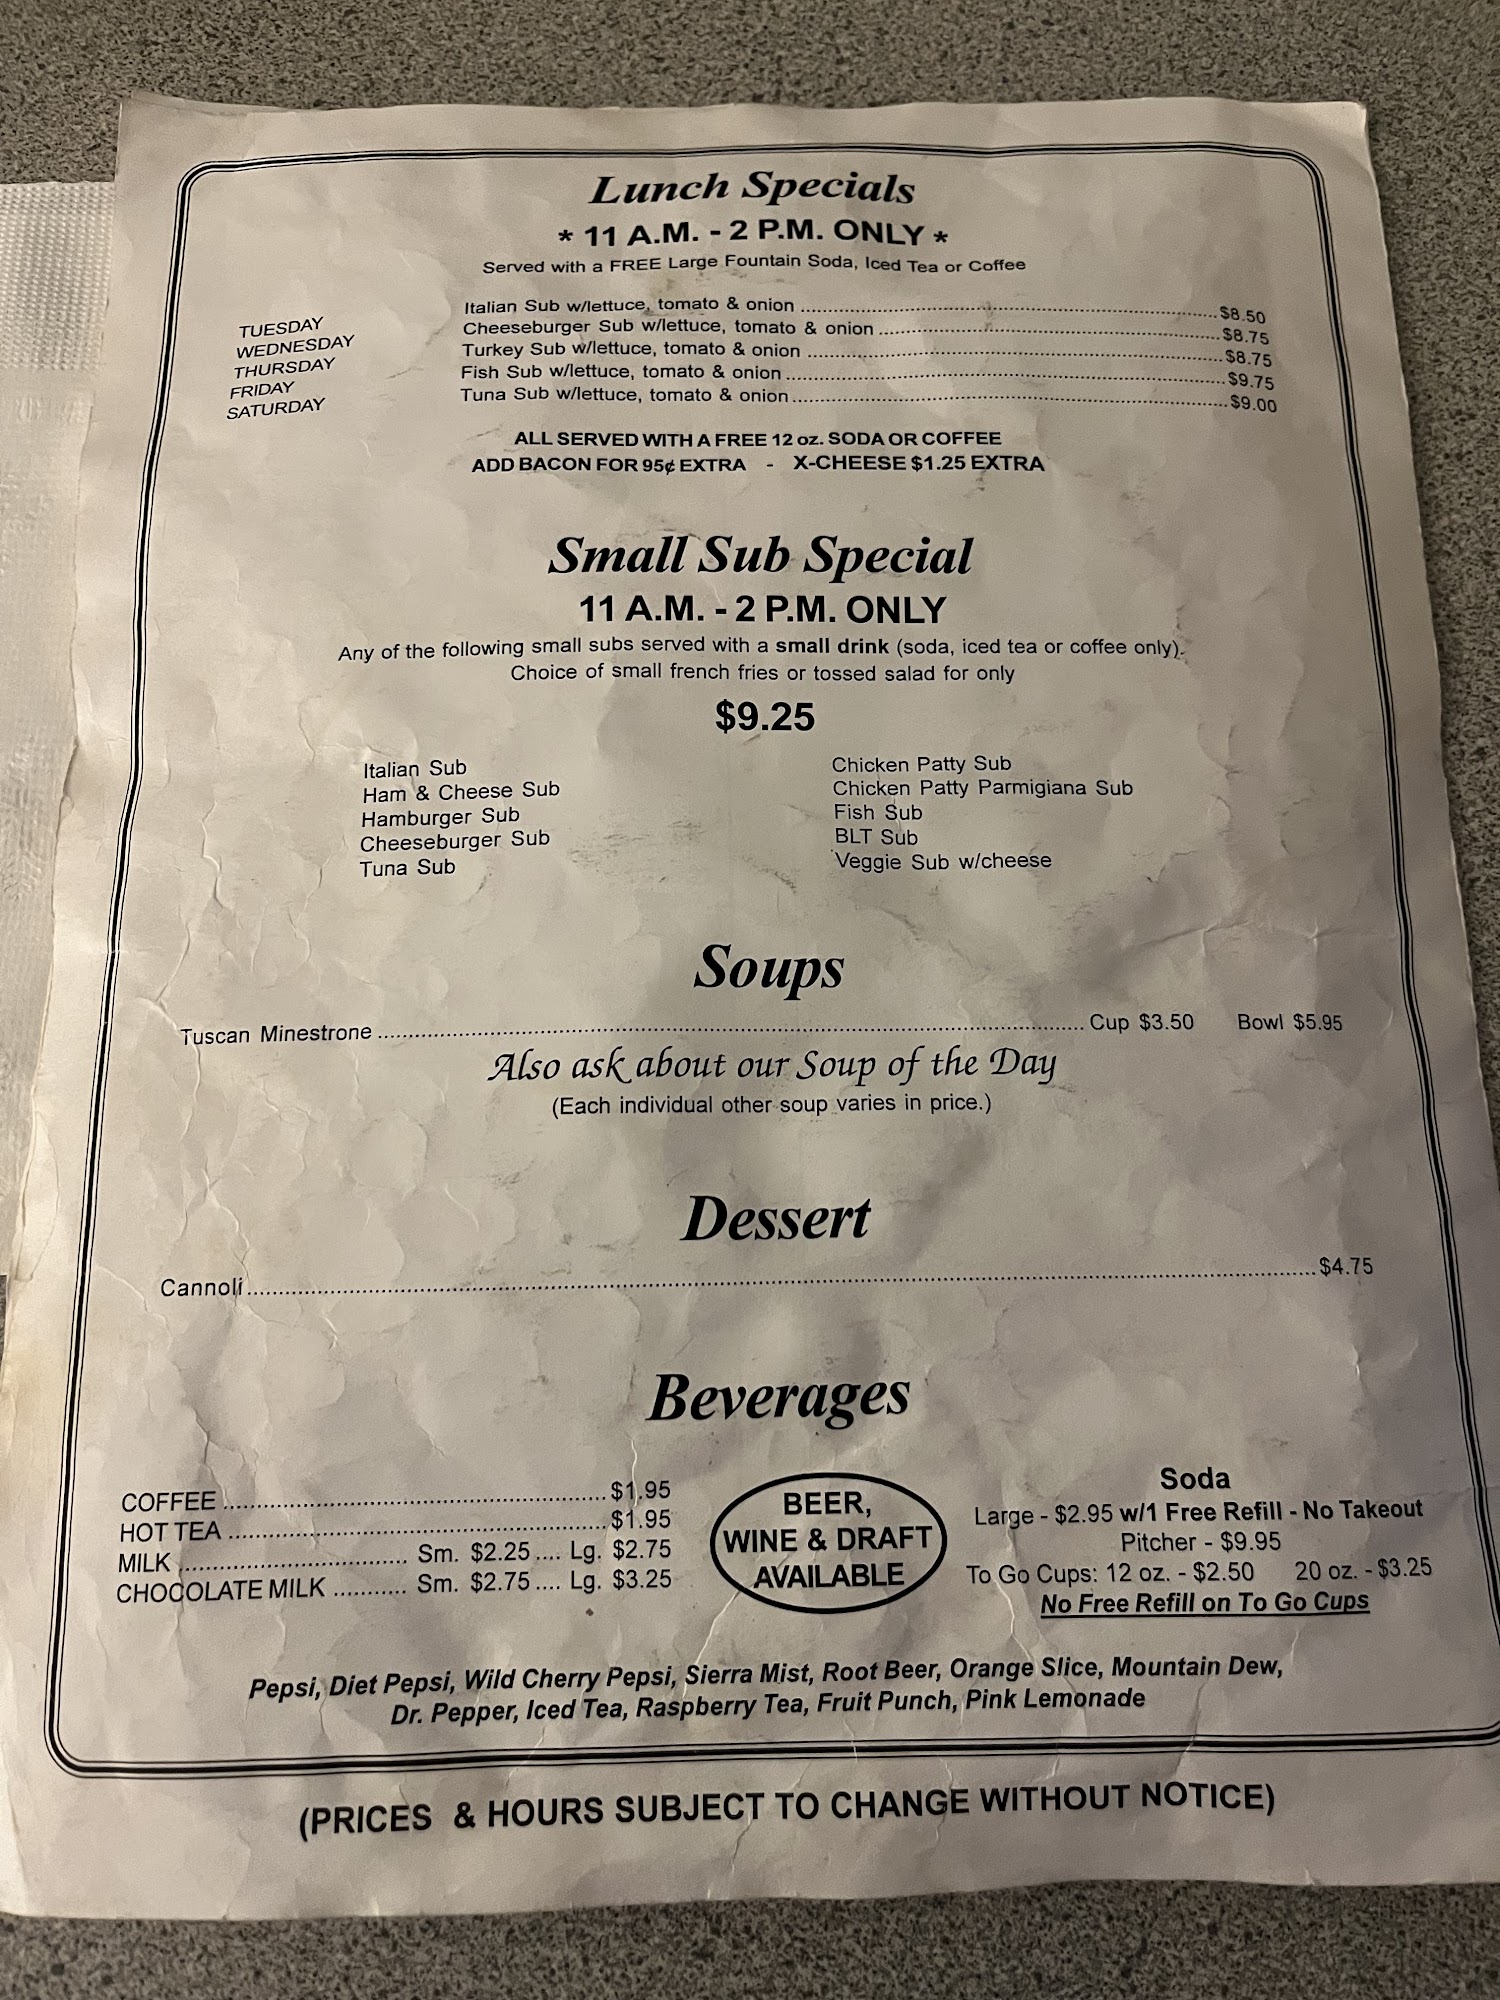 Lunch Specials
* 11 A.M. - 2 P.M. ONLY *
Served with a FREE Large Fountain Soda, Iced Tea or Coffee
TUESDAY Italian Sub w/lettuce, tomato & onion $8.50
WEDNESDAY Cheeseburger Sub w/lettuce, tomato & onion $8.75
THURSDAY Turkey Sub w/lettuce, tomato & onion $8.75
FRIDAY Fish Sub w/lettuce, tomato & onion $9.75
SATURDAY Tuna Sub w/lettuce, tomato & onion $9.00
ALL SERVED WITH A FREE 12 oz. SODA OR COFFEE
ADD BACON FOR 95¢ EXTRA - X-CHEESE $1.25 EXTRA
Small Sub Special
11 A.M. - 2 P.M. ONLY
Any of the following small subs served with a small drink (soda, iced tea or coffee only).
Choice of small french fries or tossed salad for only
$9.25
Italian Sub
Ham & Cheese Sub
Hamburger Sub
Cheeseburger Sub
Tuna Sub
Chicken Patty Sub
Chicken Patty Parmigiana Sub
Fish Sub
BLT Sub
Veggie Sub w/cheese
Soups
Tuscan Minestrone Cup $3.50 Bowl $5.95
Also ask about our Soup of the Day
(Each individual other soup varies in price.)
Dessert
Cannoli $4.75
Beverages
COFFEE $1.95
HOT TEA $1.95
MILK Sm. $2.25 .... Lg. $2.75
CHOCOLATE MILK Sm. $2.75 .... Lg. $3.25
BEER,
WINE & DRAFT
AVAILABLE
Soda
Large - $2.95 w/1 Free Refill - No Takeout
Pitcher - $9.95
To Go Cups: 12 oz. - $2.50 20 oz. - $3.25
No Free Refill on To Go Cups
Pepsi, Diet Pepsi, Wild Cherry Pepsi, Sierra Mist, Root Beer, Orange Slice, Mountain Dew,
Dr. Pepper, Iced Tea, Raspberry Tea, Fruit Punch, Pink Lemonade
(PRICES & HOURS SUBJECT TO CHANGE WITHOUT NOTICE)